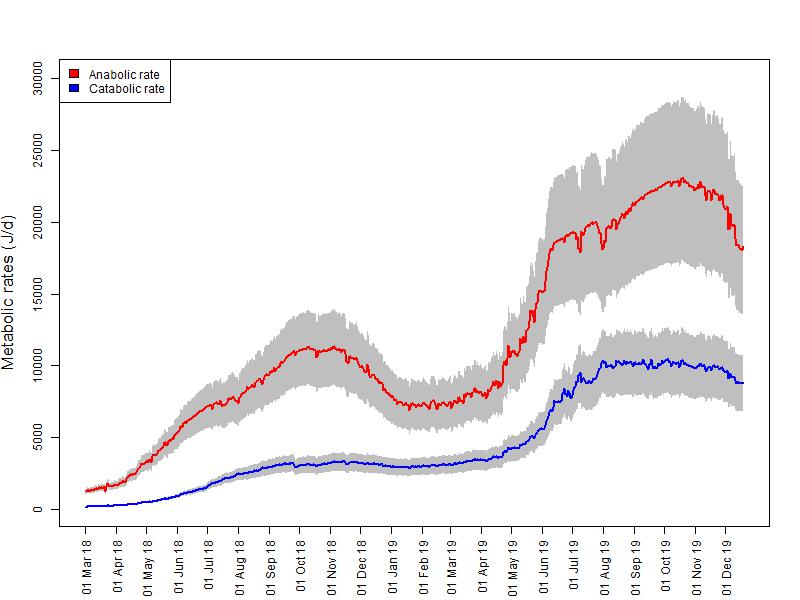 Anabolic rate
Catabolic rate
Metabolic rates (J/d)
30000
25000
20000
15000
10000
5000
0
01 Mar 18
01 Apr 18
01 May 18
01 Jun 18
01 Jul 18
01 Aug 18
01 Sep 18
01 Oct 18
01 Nov 18
01 Dec 18
01 Jan 19
01 Feb 19
01 Mar 19
01 Apr 19
01 May 19
01 Jun 19
01 Jul 19
01 Aug 19
01 Sep 19
01 Oct 19
01 Nov 19
01 Dec 19